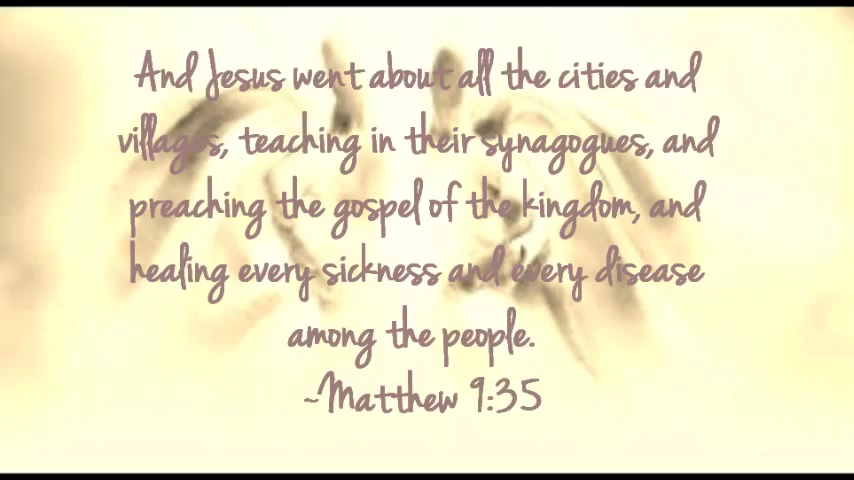 And Jesus went about all the cities and
villages, teaching in their synagogues, and
preaching the gospel of the kingdom, and
healing every sickness and every disease
among the people.
~Matthew 9:35